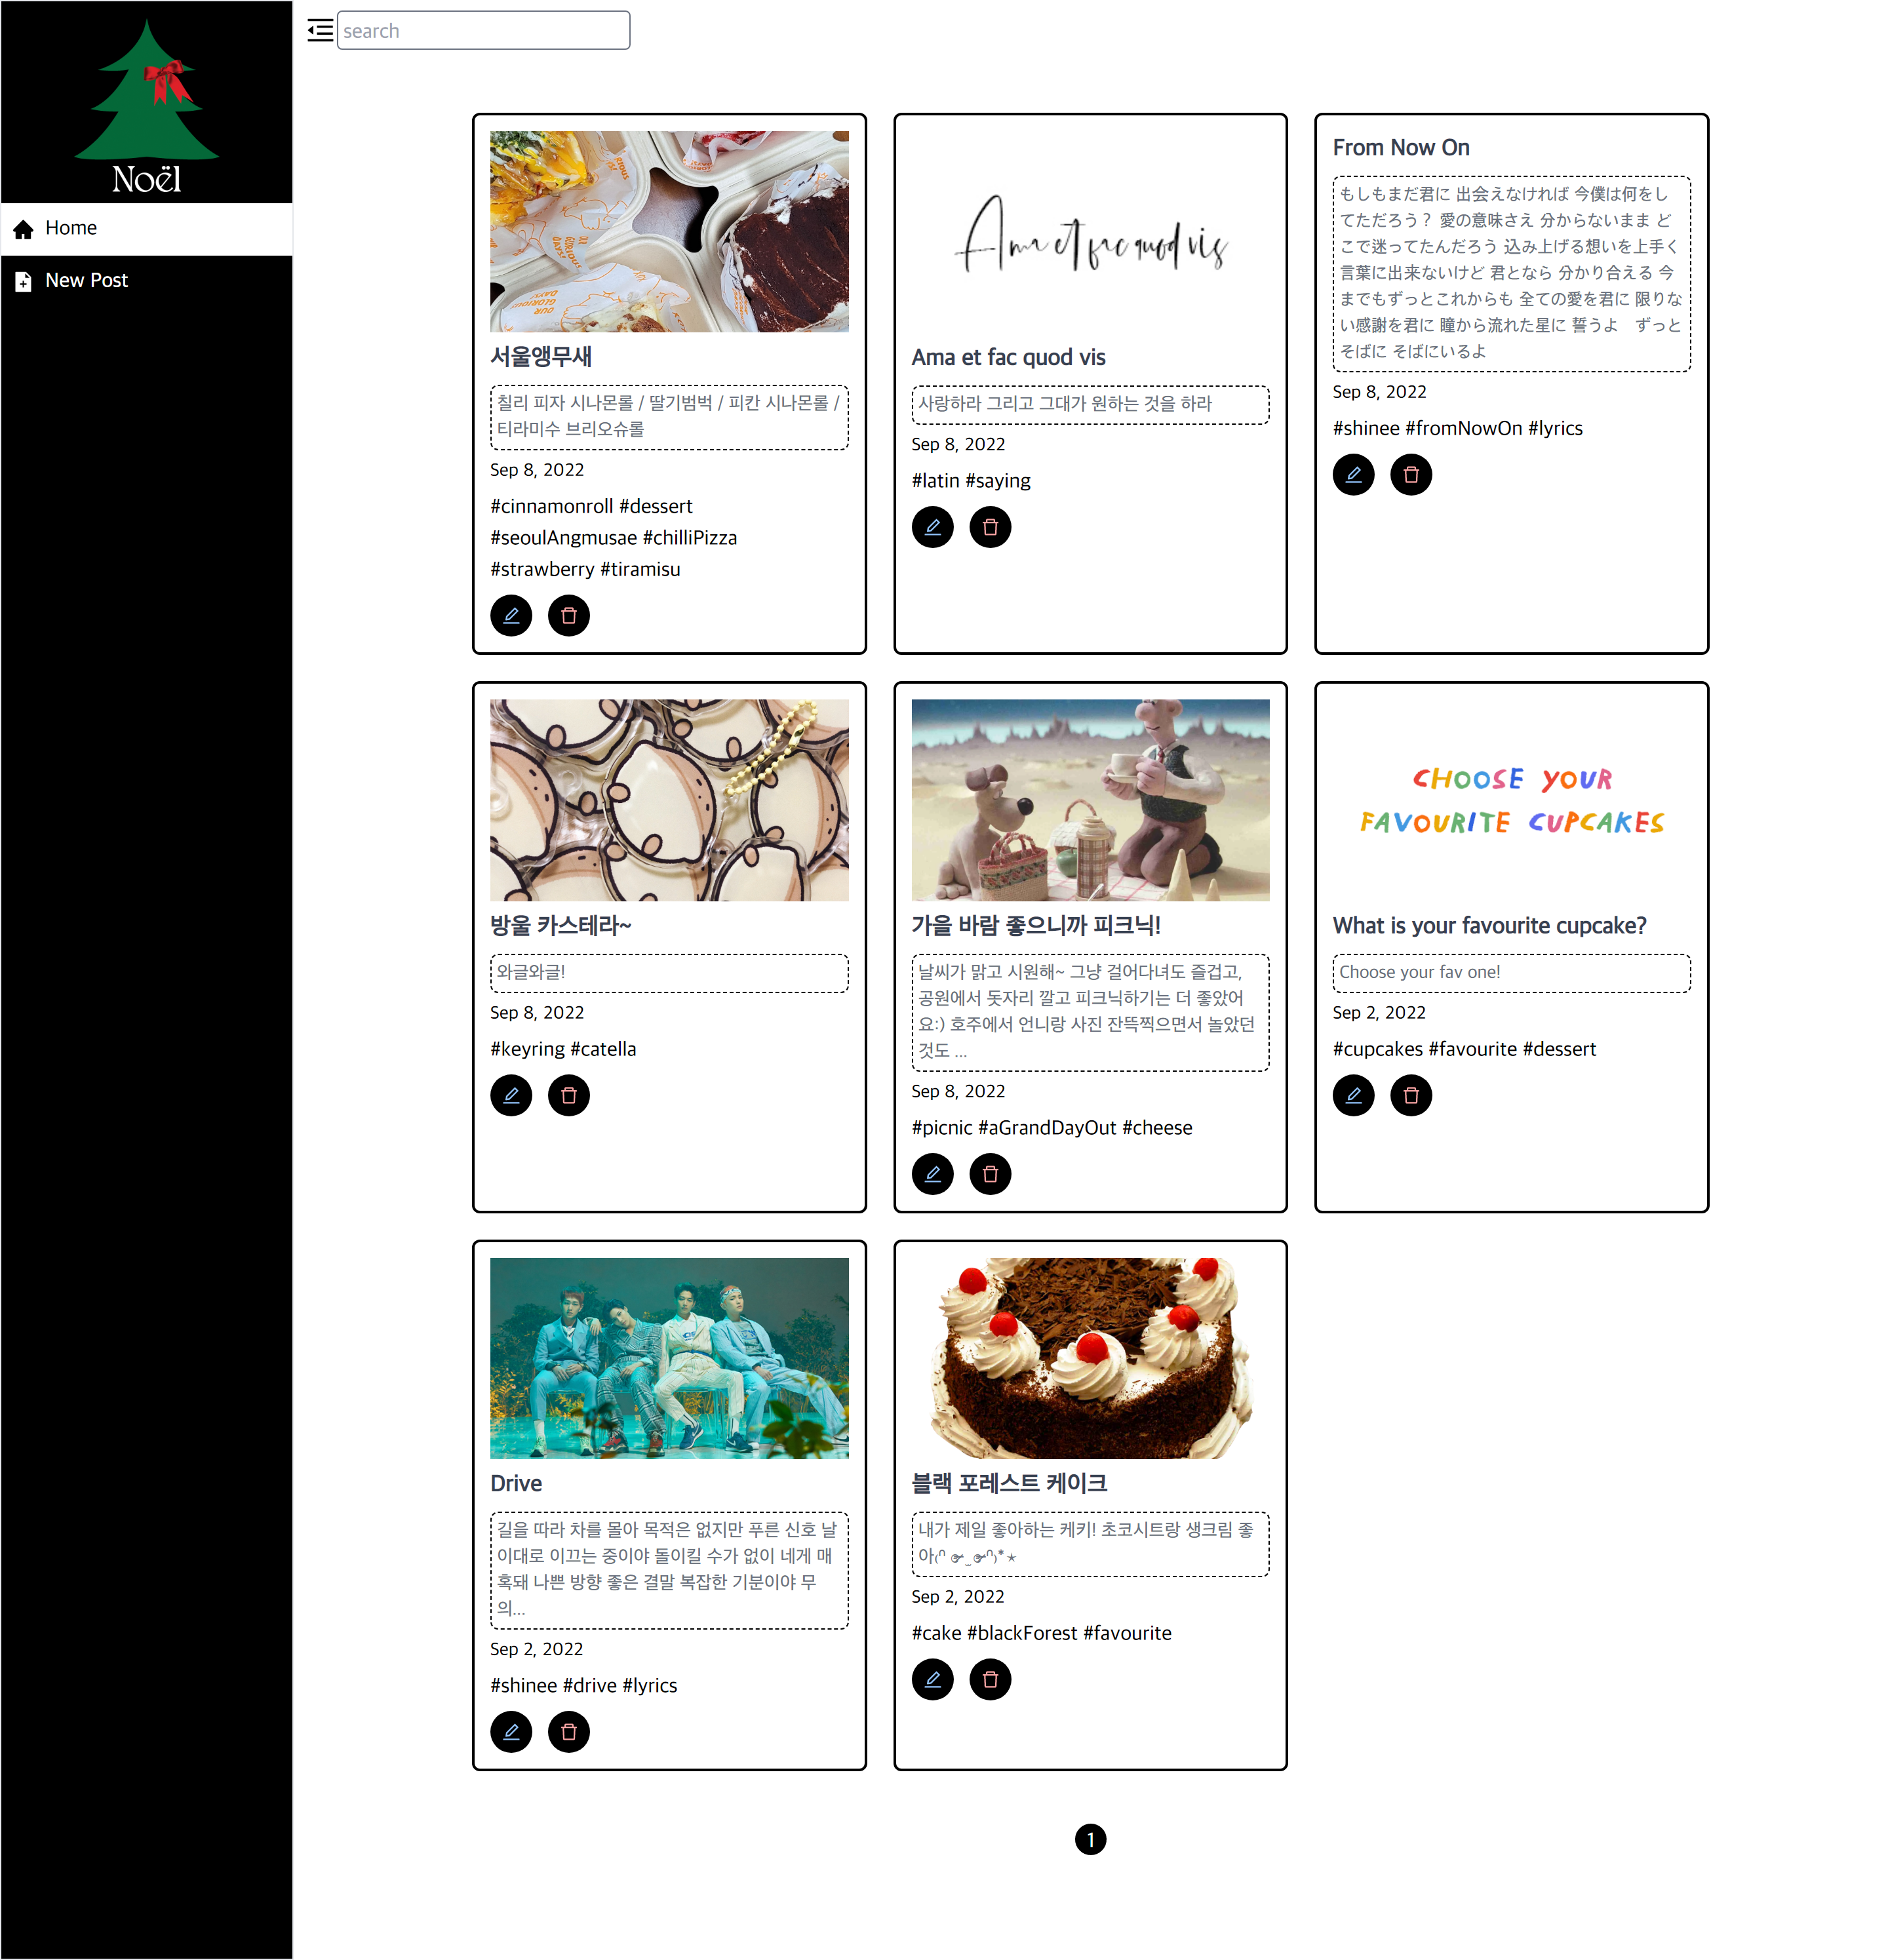 Noël
Home
New Post
search
OUR GLORIOUS DAYS!
서울앵무새
칠리 피자 시나몬롤 / 딸기범벅 / 피칸 시나몬롤 /
티라미수 브리오슈롤
Sep 8, 2022
#cinnamonroll #dessert
#seoulAngmusae #chilliPizza
#strawberry #tiramisu
Ama et fac quod vis
Ama et fac quod vis
사랑하라 그리고 그대가 원하는 것을 하라
Sep 8, 2022
#latin #saying
From Now On
もしもまだ君に 出会えなければ 今僕は何をし
てただろう？ 愛の意味さえ 分からないまま ど
こで迷ってたんだろう 込み上げる想いを上手く
言葉に出来ないけど 君となら 分かり合える 今
までもずっとこれからも 全ての愛を君に 限りな
い感謝を君に 瞳から流れた星に 誓うよ　ずっと
そばに そばにいるよ
Sep 8, 2022
#shinee #fromNowOn #lyrics
방울 카스테라~
와글와글!
Sep 8, 2022
#keyring #catella
가을 바람 좋으니까 피크닉!
날씨가 맑고 시원해~ 그냥 걸어다녀도 즐겁고,
공원에서 돗자리 깔고 피크닉하기는 더 좋았어
요:) 호주에서 언니랑 사진 잔뜩찍으면서 놀았던
것도 ...
Sep 8, 2022
#picnic #aGrandDayOut #cheese
CHOOSE YOUR
FAVOURITE CUPCAKES
What is your favourite cupcake?
Choose your fav one!
Sep 2, 2022
#cupcakes #favourite #dessert
Drive
길을 따라 차를 몰아 목적은 없지만 푸른 신호 날
이대로 이끄는 중이야 돌이킬 수가 없이 네게 매
혹돼 나쁜 방향 좋은 결말 복잡한 기분이야 무
의...
Sep 2, 2022
#shinee #drive #lyrics
블랙 포레스트 케이크
내가 제일 좋아하는 케키! 초코시트랑 생크림 좋
아
Sep 2, 2022
#cake #blackForest #favourite
1